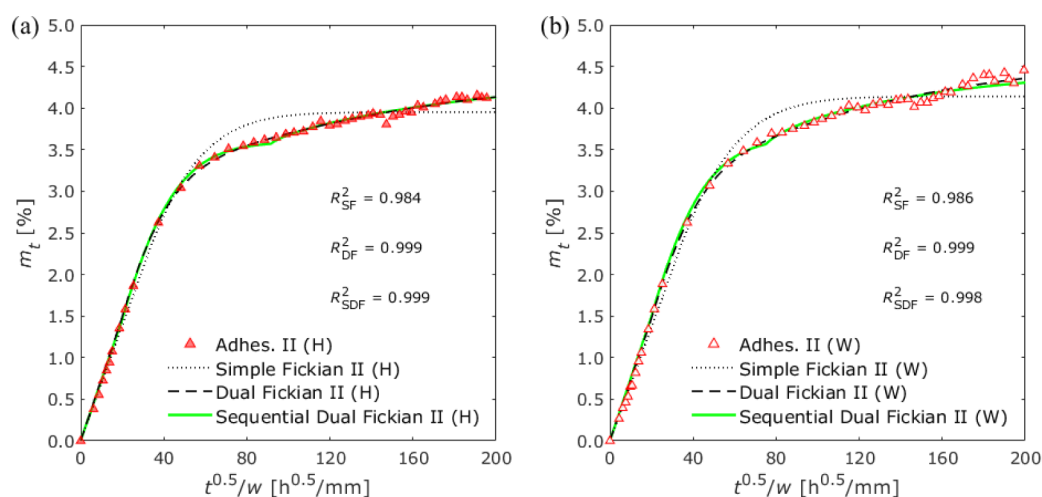 (a)
5.0
4.5
4.0
3.5
3.0
2.5
2.0
1.5
1.0
0.5
0.0
m_t [%]
R²_SF = 0.984
R²_DF = 0.999
R²_SDF = 0.999
Adhes. II (H)
Simple Fickian II (H)
Dual Fickian II (H)
Sequential Dual Fickian II (H)
0 40 80 120 160 200
t^0.5/w [h^0.5/mm]
(b)
5.0
4.5
4.0
3.5
3.0
2.5
2.0
1.5
1.0
0.5
0.0
m_t [%]
R²_SF = 0.986
R²_DF = 0.999
R²_SDF = 0.998
Adhes. II (W)
Simple Fickian II (W)
Dual Fickian II (W)
Sequential Dual Fickian II (W)
0 40 80 120 160 200
t^0.5/w [h^0.5/mm]